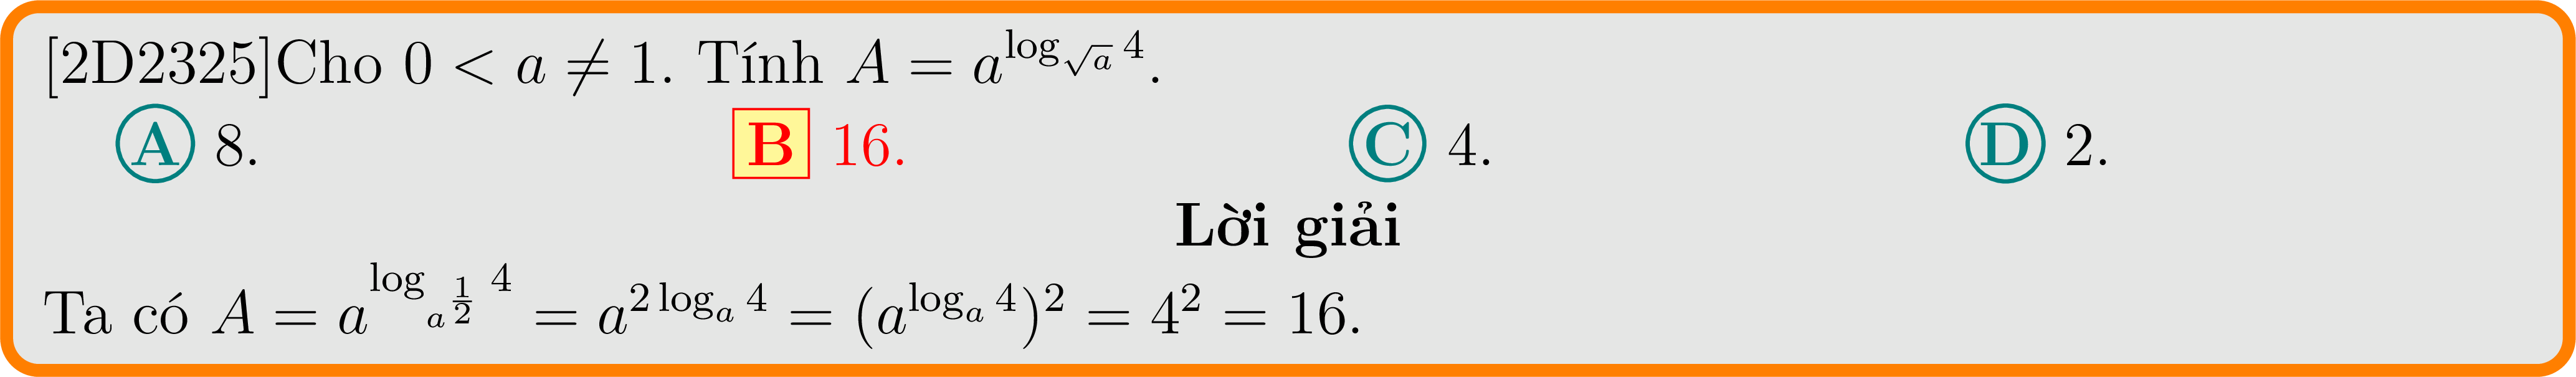 [2D2325]Cho $0 < a \neq 1$. Tính $A = a^{\log_{\sqrt{a}} 4}$.
A 8. B 16. C 4. D 2.
Lời giải
Ta có $A = a^{\log_{a^{\frac{1}{2}}} 4} = a^{2 \log_a 4} = (a^{\log_a 4})^2 = 4^2 = 16$.